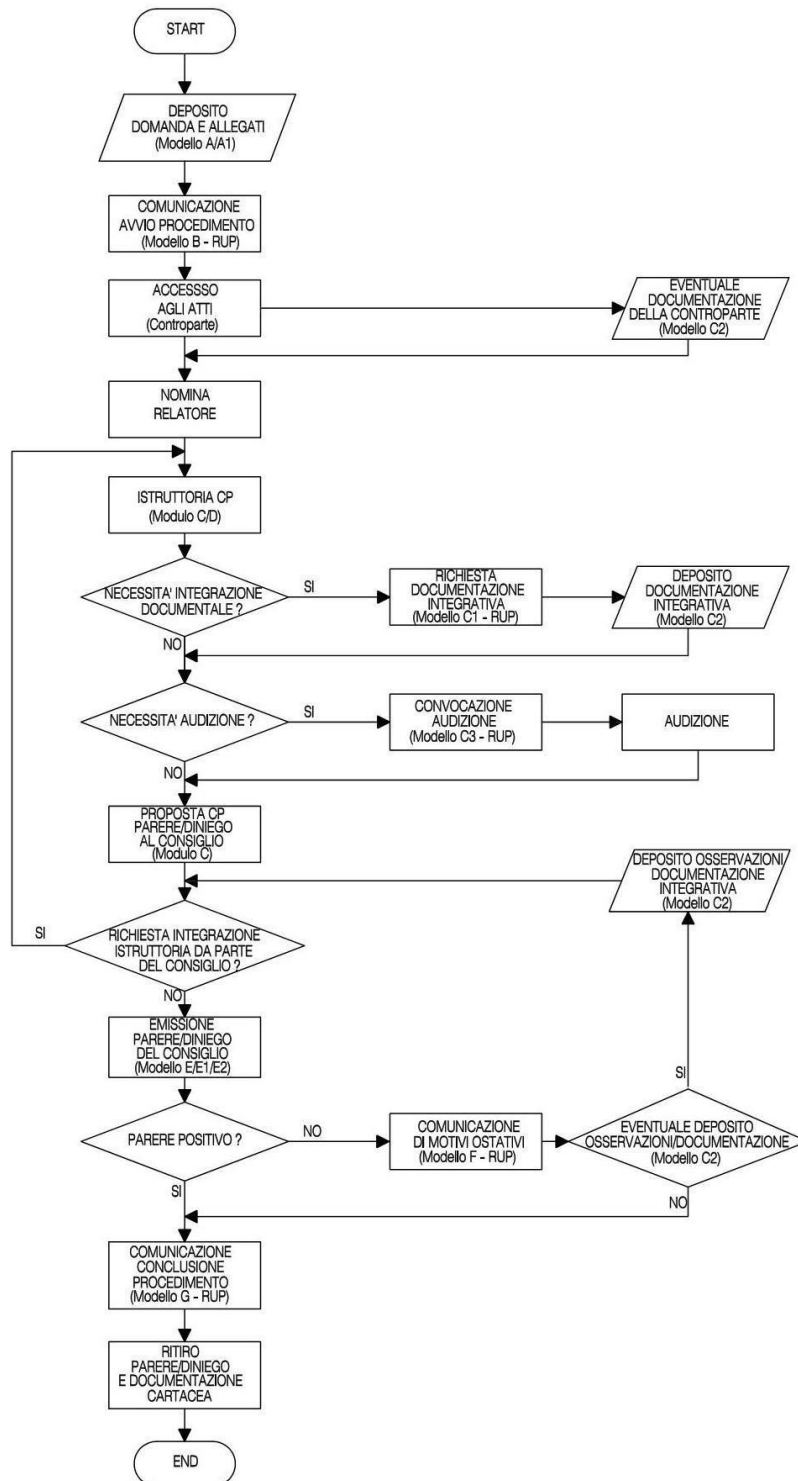 START
DEPOSITO
DOMANDA E ALLEGATI
(Modello A/A1)
COMUNICAZIONE
AVVIO PROCEDIMENTO
(Modello B - RUP)
ACCESSSO
AGLI ATTI
(Controparte)
EVENTUALE
DOCUMENTAZIONE
DELLA CONTROPARTE
(Modello C2)
NOMINA
RELATORE
ISTRUTTORIA CP
(Modulo C/D)
NECESSITA' INTEGRAZIONE
DOCUMENTALE ?
SI
RICHIESTA
DOCUMENTAZIONE
INTEGRATIVA
(Modello C1 - RUP)
DEPOSITO
DOCUMENTAZIONE
INTEGRATIVA
(Modello C2)
NO
NECESSITA' AUDIZIONE ?
SI
CONVOCAZIONE
AUDIZIONE
(Modello C3 - RUP)
AUDIZIONE
NO
PROPOSTA CP
PARERE/DINIEGO
AL CONSIGLIO
(Modulo C)
DEPOSITO OSSERVAZIONI
DOCUMENTAZIONE
INTEGRATIVA
(Modello C2)
SI
RICHIESTA INTEGRAZIONE
ISTRUTTORIA DA PARTE
DEL CONSIGLIO ?
NO
EMISSIONE
PARERE/DINIEGO
DEL CONSIGLIO
(Modello E/E1/E2)
SI
PARERE POSITIVO ?
NO
COMUNICAZIONE
DI MOTIVI OSTATIVI
(Modello F - RUP)
EVENTUALE DEPOSITO
OSSERVAZIONI/DOCUMENTAZIONE
(Modello C2)
SI
NO
COMUNICAZIONE
CONCLUSIONE
PROCEDIMENTO
(Modello G - RUP)
RITIRO
PARERE/DINIEGO
E DOCUMENTAZIONE
CARTACEA
END